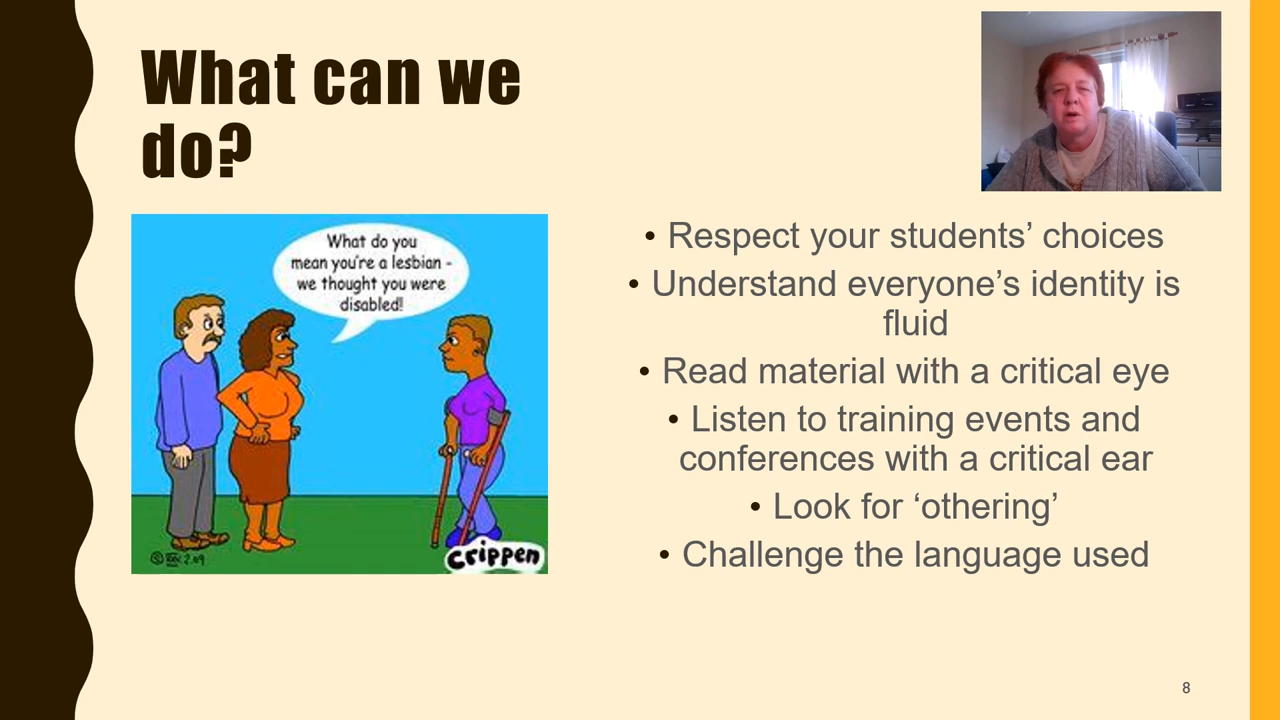 What can we
do?
What do you
mean you're a lesbian -
we thought you were
disabled!
crippen
• Respect your students’ choices
• Understand everyone’s identity is
fluid
• Read material with a critical eye
• Listen to training events and
conferences with a critical ear
• Look for ‘othering’
• Challenge the language used
8